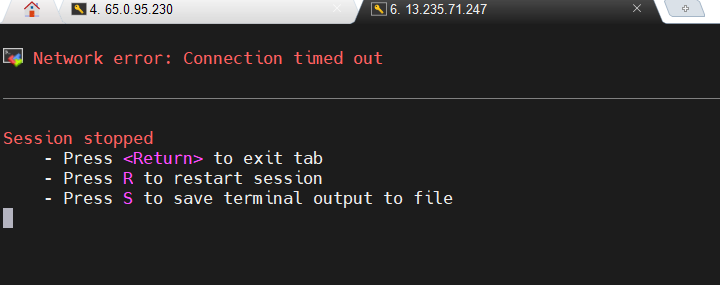 4. 65.0.95.230
6. 13.235.71.247
Network error: Connection timed out
Session stopped
- Press <Return> to exit tab
- Press R to restart session
- Press S to save terminal output to file